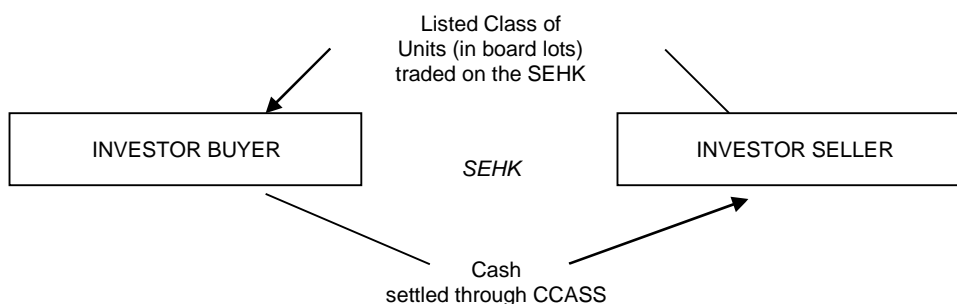 Listed Class of
Units (in board lots)
traded on the SEHK
INVESTOR BUYER
SEHK
INVESTOR SELLER
Cash
settled through CCASS